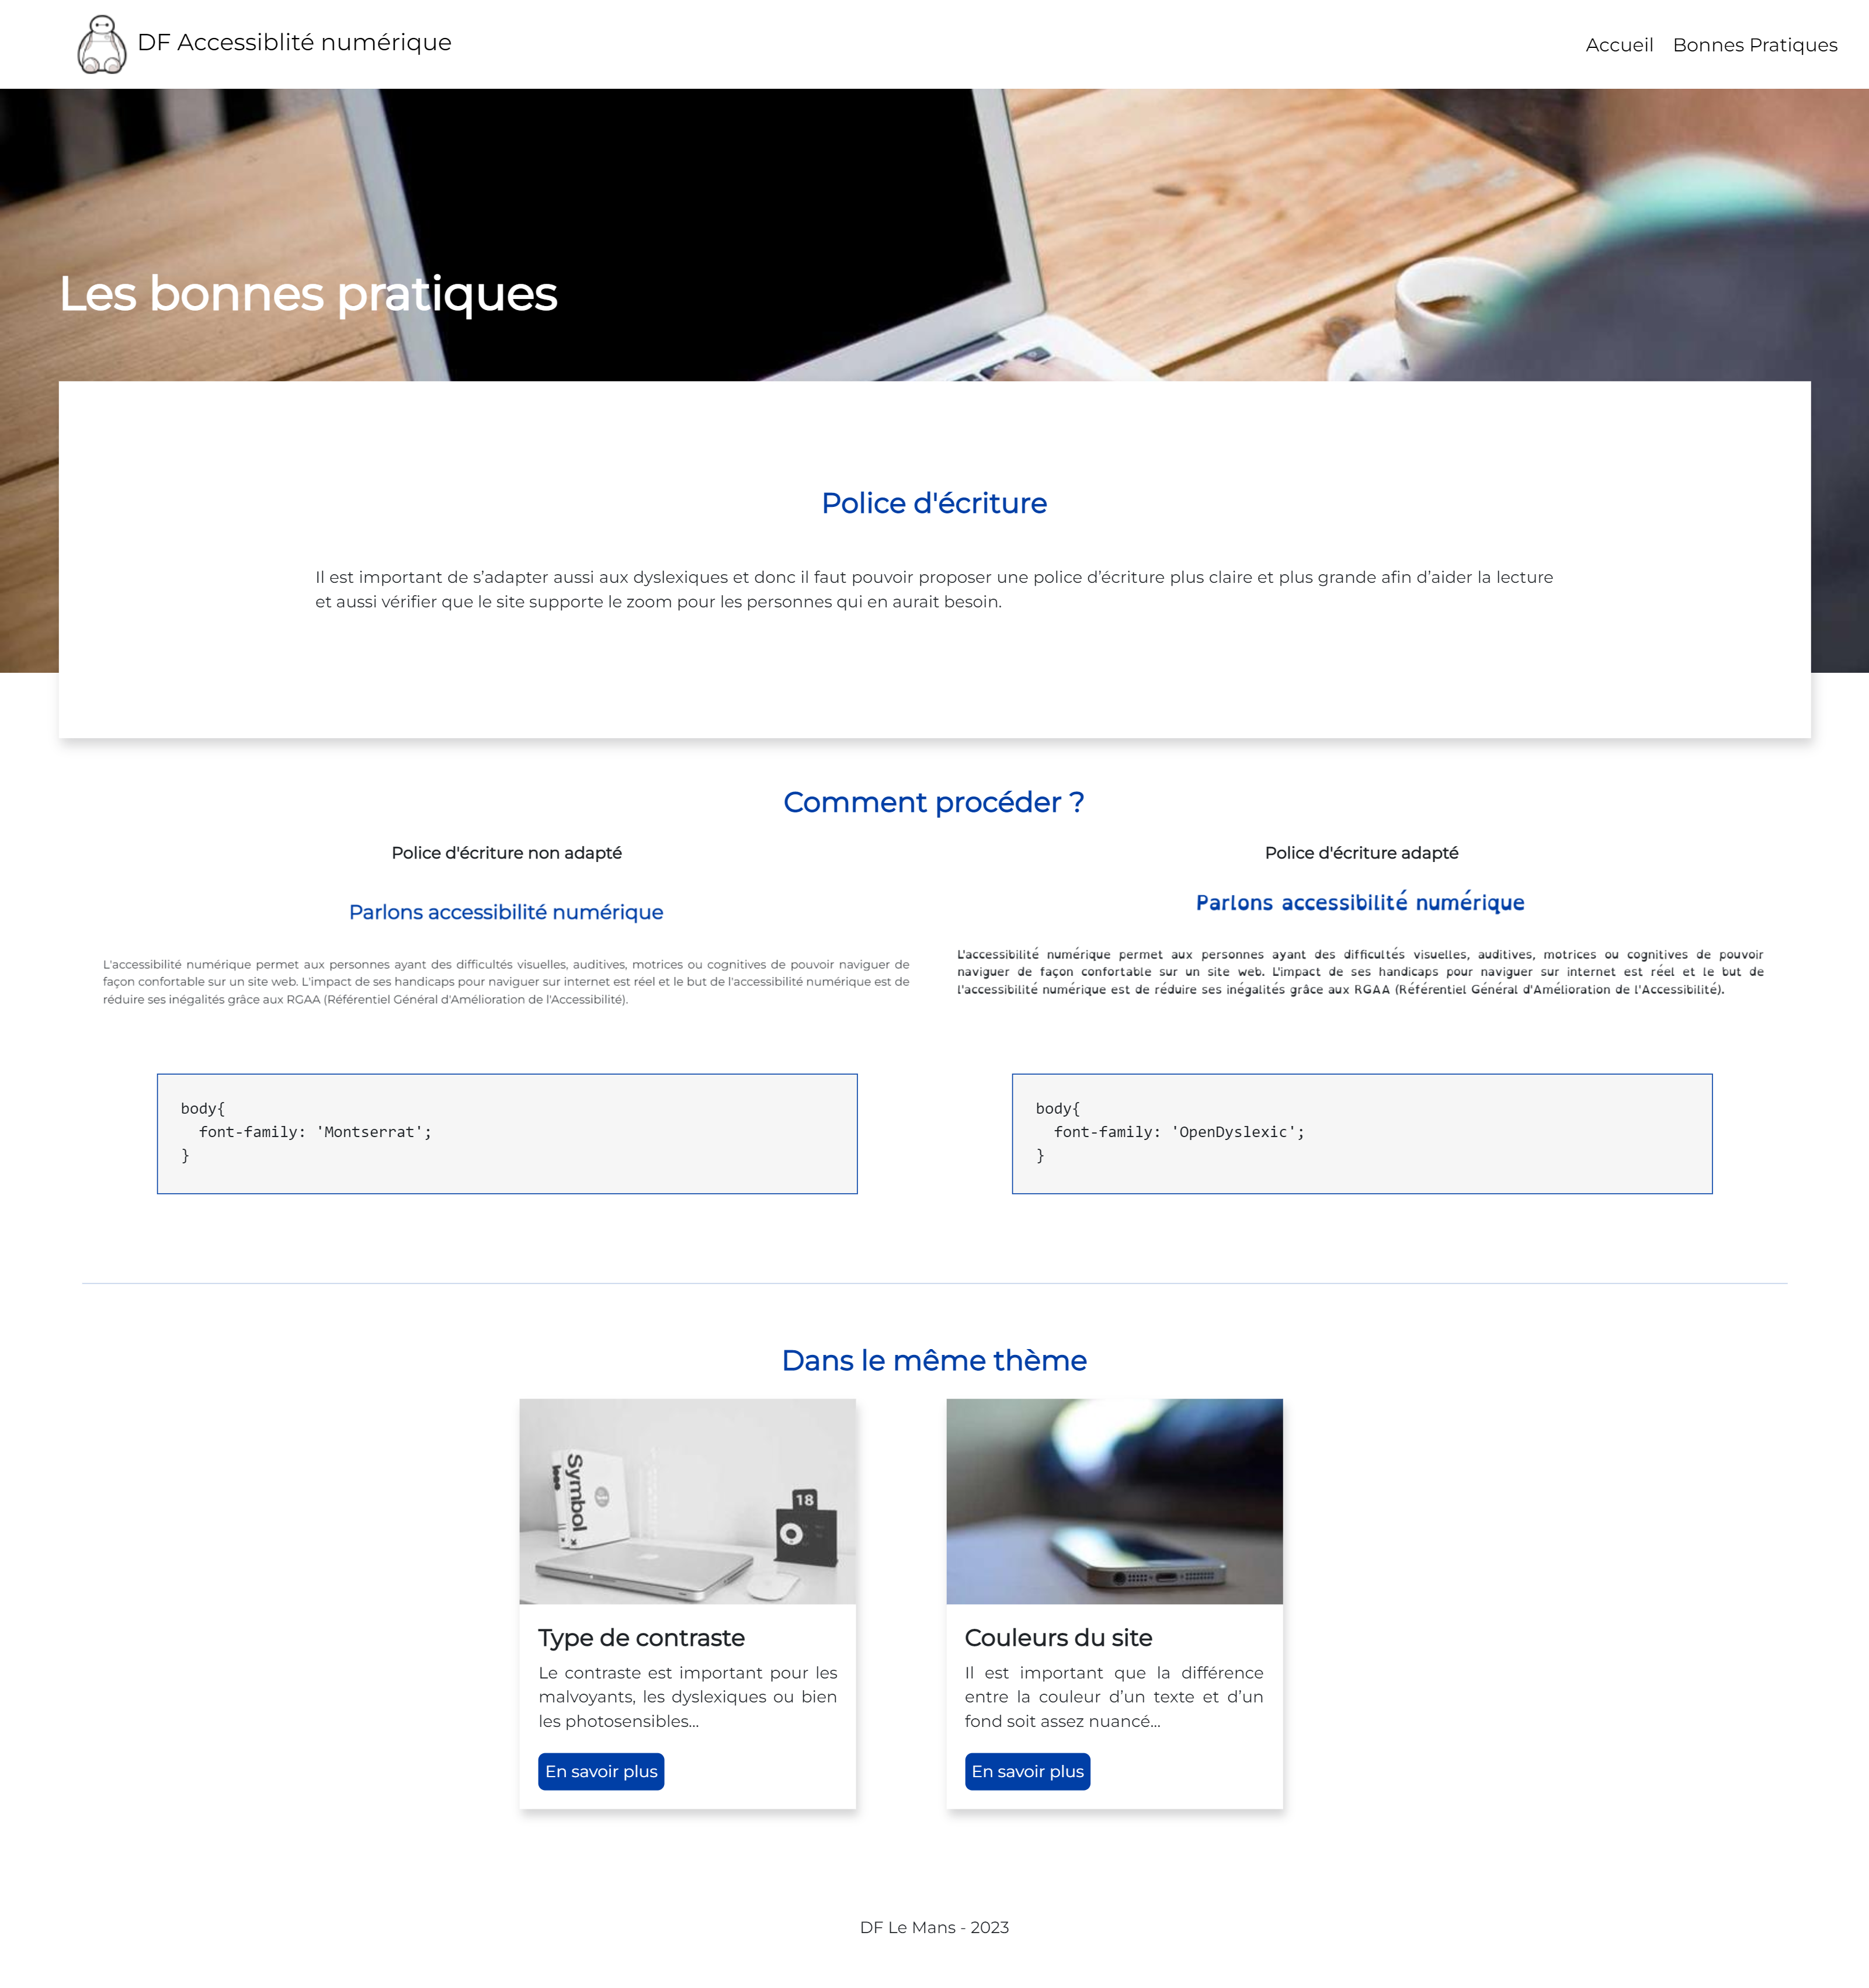 DF Accessiblité numérique
Accueil
Bonnes Pratiques
Les bonnes pratiques
Police d'écriture
Il est important de s’adapter aussi aux dyslexiques et donc il faut pouvoir proposer une police d’écriture plus claire et plus grande afin d’aider la lecture
et aussi vérifier que le site supporte le zoom pour les personnes qui en aurait besoin.
Comment procéder ?
Police d'écriture non adapté
Parlons accessibilité numérique
L'accessibilité numérique permet aux personnes ayant des difficultés visuelles, auditives, motrices ou cognitives de pouvoir naviguer de
façon confortable sur un site web. L'impact de ses handicaps pour naviguer sur internet est réel et le but de l'accessibilité numérique est de
réduire ses inégalités grâce aux RGAA (Référentiel Général d'Amélioration de l'Accessibilité).
body{
  font-family: 'Montserrat';
}
Police d'écriture adapté
Parlons accessibilité numérique
L'accessibilité numérique permet aux personnes ayant des difficultés visuelles, auditives, motrices ou cognitives de pouvoir
naviguer de façon confortable sur un site web. L'impact de ses handicaps pour naviguer sur internet est réel et le but de
l'accessibilité numérique est de réduire ses inégalités grâce aux RGAA (Référentiel Général d'Amélioration de l'Accessibilité).
body{
  font-family: 'OpenDyslexic';
}
Dans le même thème
Symbol
logo
18
Type de contraste
Le contraste est important pour les
malvoyants, les dyslexiques ou bien
les photosensibles...
En savoir plus
Couleurs du site
Il est important que la différence
entre la couleur d’un texte et d’un
fond soit assez nuancé...
En savoir plus
DF Le Mans - 2023